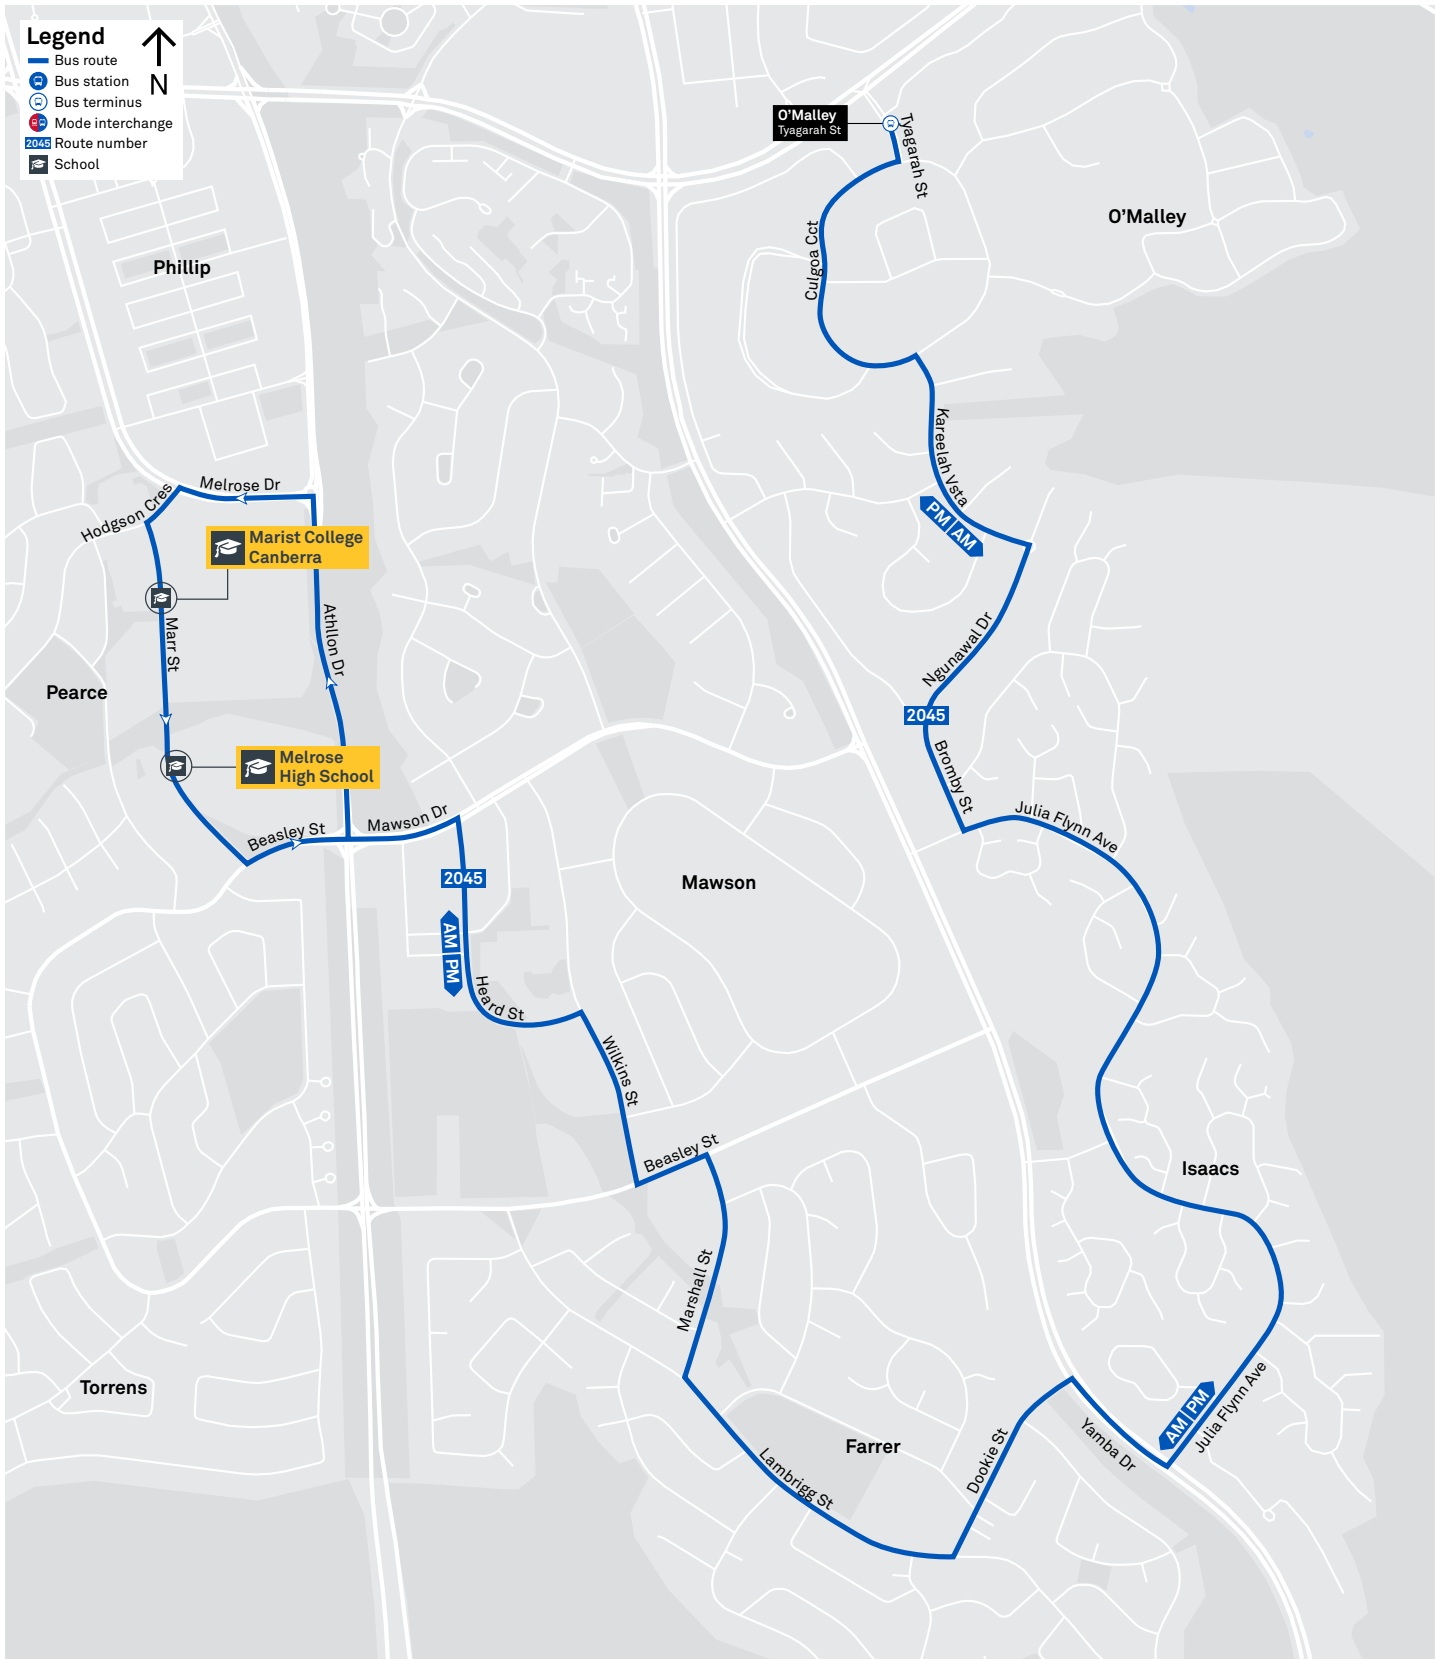 Legend
N
Bus route
Bus station
Bus terminus
Mode interchange
2045 Route number
School
O'Malley
Tyagarah St
Tyagarah St
O'Malley
Culgoa Cct
Phillip
Kareelah Vsta
PM | AM
Melrose Dr
Hodgson Cres
Marist College
Canberra
Athllon Dr
Marr St
Ngunawal Dr
Pearce
2045
Bromby St
Melrose
High School
Julia Flynn Ave
Mawson Dr
Beasley St
2045
Mawson
AM | PM
Heard St
Wilkins St
Beasley St
Isaacs
Marshall St
Torrens
Julia Flynn Ave
AM | PM
Yamba Dr
Farrer
Dookie St
Lambrigg St